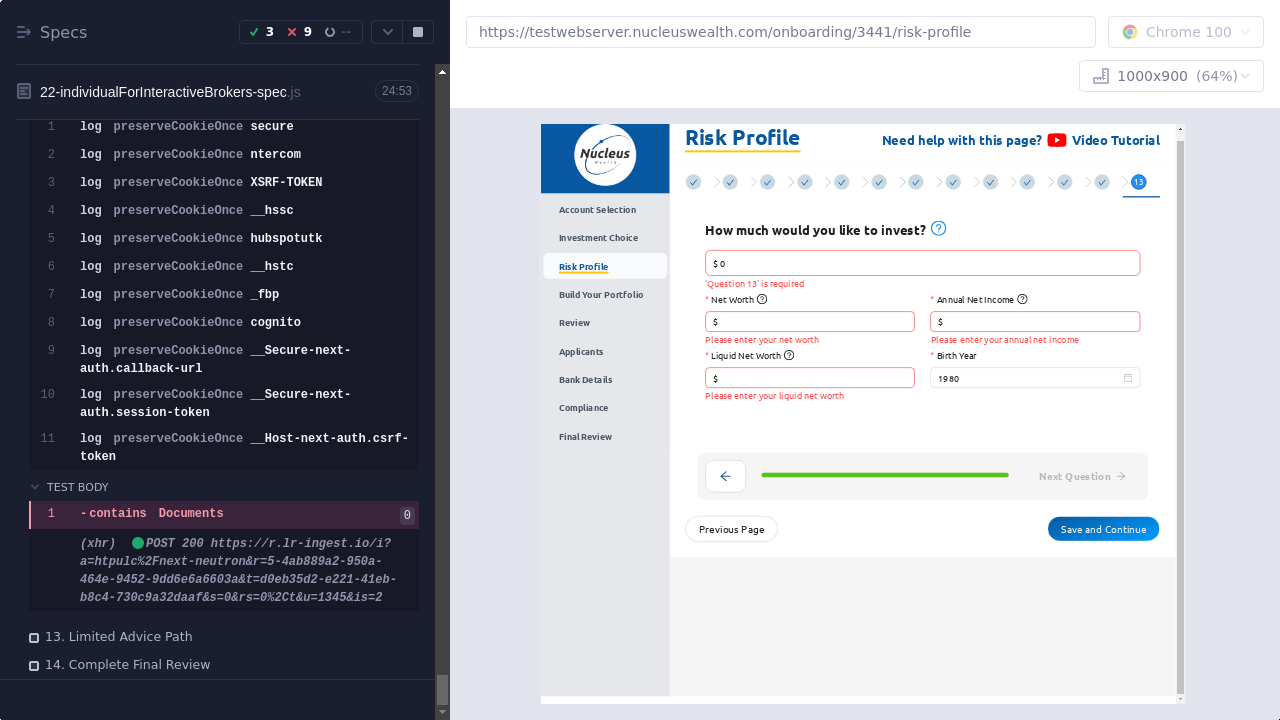 Specs
3
9
--
22-individualForInteractiveBrokers-spec.js
24:53
1 log preserveCookieOnce secure
2 log preserveCookieOnce ntercom
3 log preserveCookieOnce XSRF-TOKEN
4 log preserveCookieOnce __hssc
5 log preserveCookieOnce hubspotutk
6 log preserveCookieOnce __hstc
7 log preserveCookieOnce _fbp
8 log preserveCookieOnce cognito
9 log preserveCookieOnce __Secure-next-
auth.callback-url
10 log preserveCookieOnce __Secure-next-
auth.session-token
11 log preserveCookieOnce __Host-next-auth.csrf-
token
TEST BODY
1 -contains Documents 0
(xhr) POST 200 https://r.lr-ingest.io/i?
a=htpulc%2Fnext-neutron&r=5-4ab889a2-950a-
464e-9452-9dd6e6a6603a&t=d0eb35d2-e221-41eb-
b8c4-730c9a32daaf&s=0&rs=0%2Ct&u=1345&is=2
13. Limited Advice Path
14. Complete Final Review
https://testwebserver.nucleuswealth.com/onboarding/3441/risk-profile
Chrome 100
1000x900 (64%)
Nucleus
Wealth
Account Selection
Investment Choice
Risk Profile
Build Your Portfolio
Review
Applicants
Bank Details
Compliance
Final Review
Risk Profile
Need help with this page? Video Tutorial
13
How much would you like to invest?
$ 0
'Question 13' is required
* Net Worth
* Annual Net Income
$
$
Please enter your net worth
Please enter your annual net income
* Liquid Net Worth
* Birth Year
$
1980
Please enter your liquid net worth
Next Question
Previous Page
Save and Continue